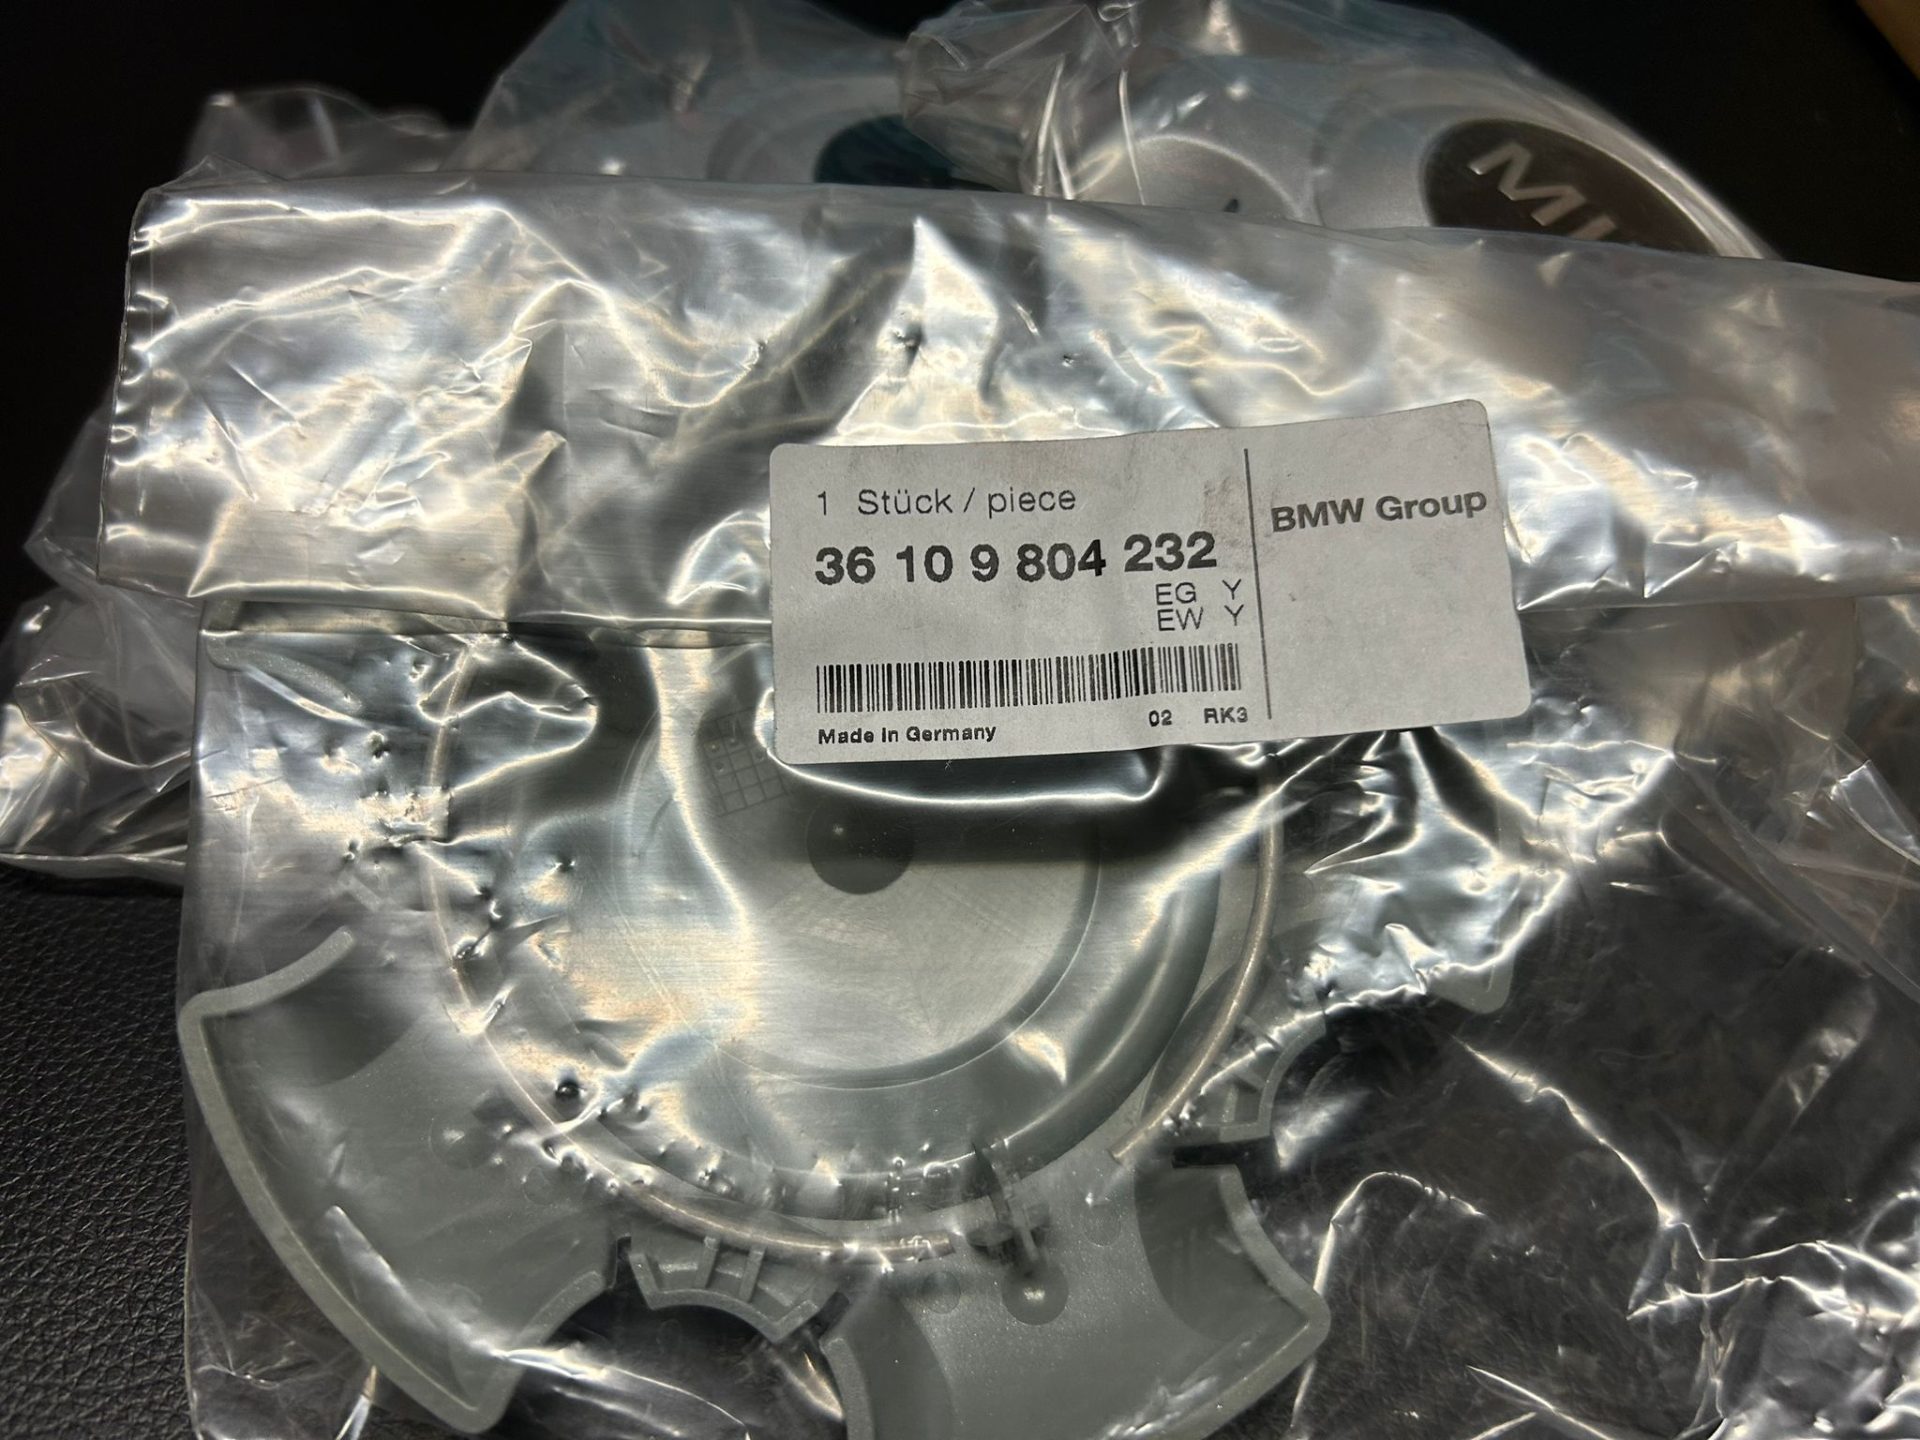 1 Stück / piece
BMW Group
36 10 9 804 232
EG Y
EW Y
02 RK3
Made in Germany